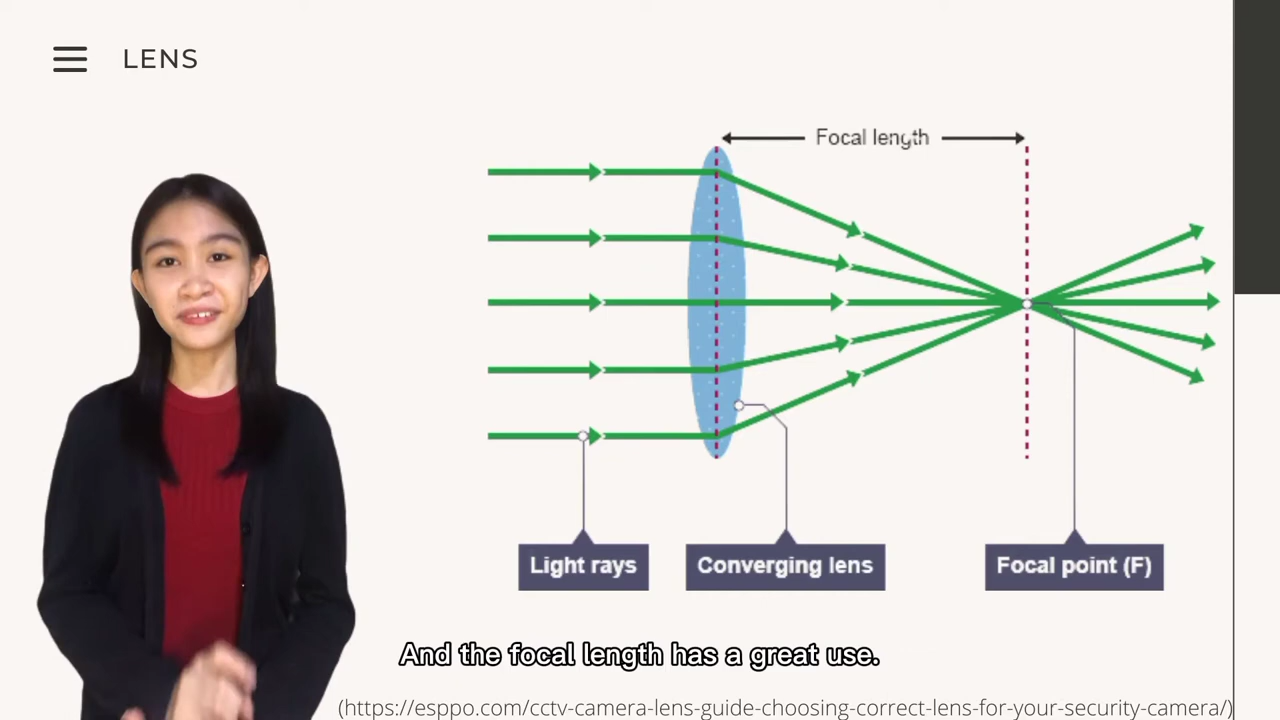 LENS
Focal length
Light rays
Converging lens
Focal point (F)
And the focal length has a great use.
(https://esppo.com/cctv-camera-lens-guide-choosing-correct-lens-for-your-security-camera/)